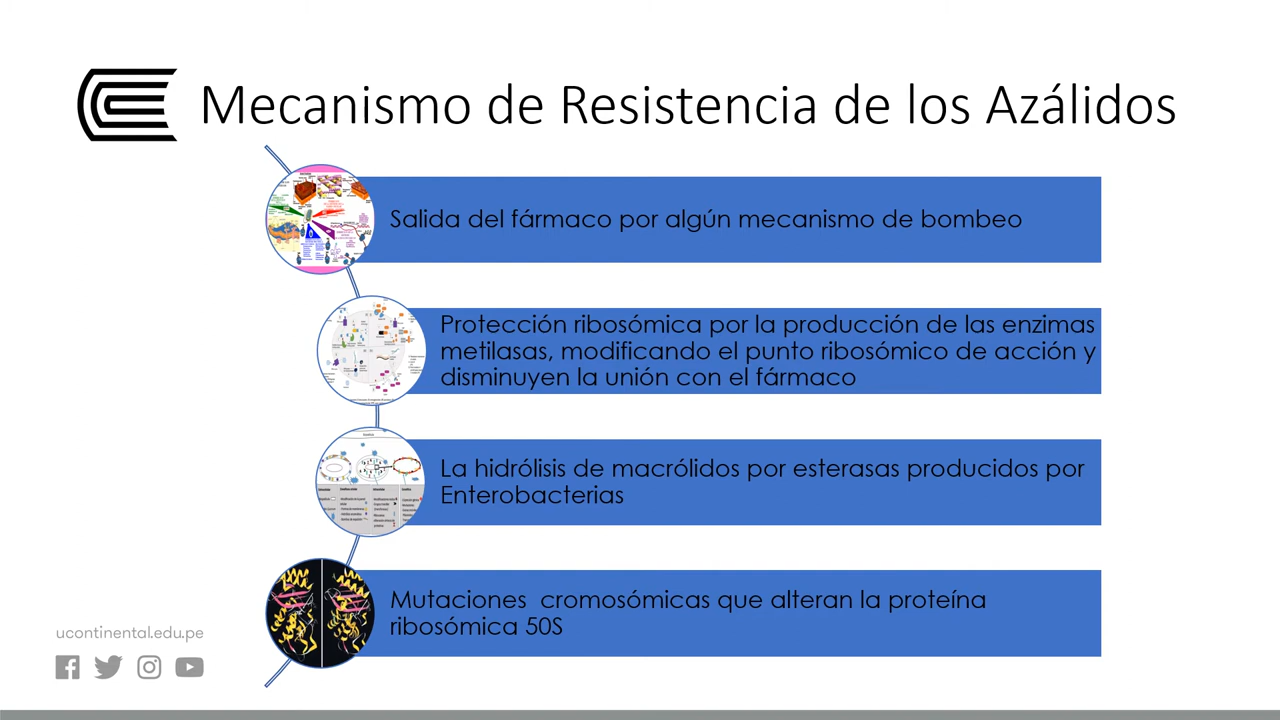 Mecanismo de Resistencia de los Azálidos
Salida del fármaco por algún mecanismo de bombeo
Protección ribosómica por la producción de las enzimas
metilasas, modificando el punto ribosómico de acción y
disminuyen la unión con el fármaco
La hidrólisis de macrólidos por esterasas producidos por
Enterobacterias
Mutaciones cromosómicas que alteran la proteína
ribosómica 50S
ucontinental.edu.pe